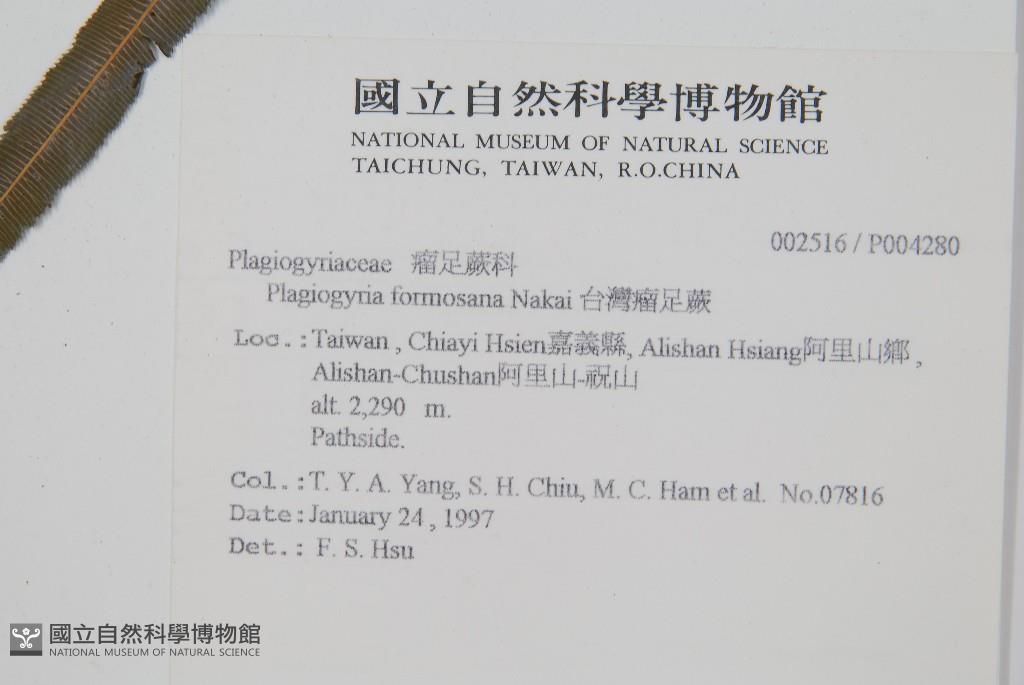 國立自然科學博物館
NATIONAL MUSEUM OF NATURAL SCIENCE
TAICHUNG, TAIWAN, R.O.CHINA
002516 / P004280
Plagiogyriaceae 瘤足蕨科
Plagiogyria formosana Nakai 台灣瘤足蕨
Loc.:Taiwan , Chiayi Hsien嘉義縣, Alishan Hsiang阿里山鄉 ,
Alishan-Chushan阿里山-祝山
alt. 2,290 m.
Pathside.
Col.:T. Y. A. Yang, S. H. Chiu, M. C. Ham et al. No.07816
Date:January 24 , 1997
Det.: F. S. Hsu
國立自然科學博物館
NATIONAL MUSEUM OF NATURAL SCIENCE